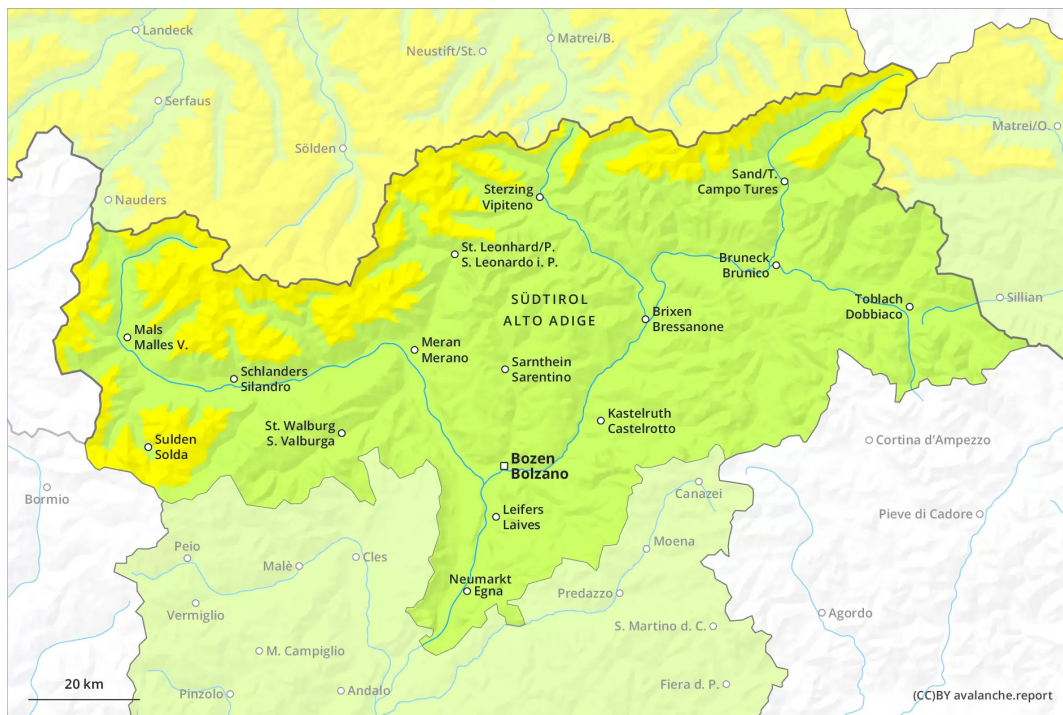 Landeck
Matrei/B.
Neustift/St.
Serfaus
Matrei/O.
Sölden
Sand/T.
Campo Tures
Nauders
Sterzing
Vipiteno
St. Leonhard/P.
S. Leonardo i. P.
Bruneck
Brunico
SÜDTIROL
ALTO ADIGE
Toblach
Dobbiaco
Sillian
Brixen
Bressanone
Mals
Malles V.
Meran
Merano
Sarnthein
Sarentino
Schlanders
Silandro
Kastelruth
Castelrotto
St. Walburg
S. Valburga
Sulden
Solda
Cortina d'Ampezzo
Bozen
Bolzano
Bormio
Canazei
Leifers
Laives
Pieve di Cadore
Peio
Moena
Cles
Malè
Neumarkt
Egna
Predazzo
Vermiglio
Agordo
S. Martino d. C.
M. Campiglio
20 km
Pinzolo
Andalo
Fiera d. P.
(CC)BY avalanche.report